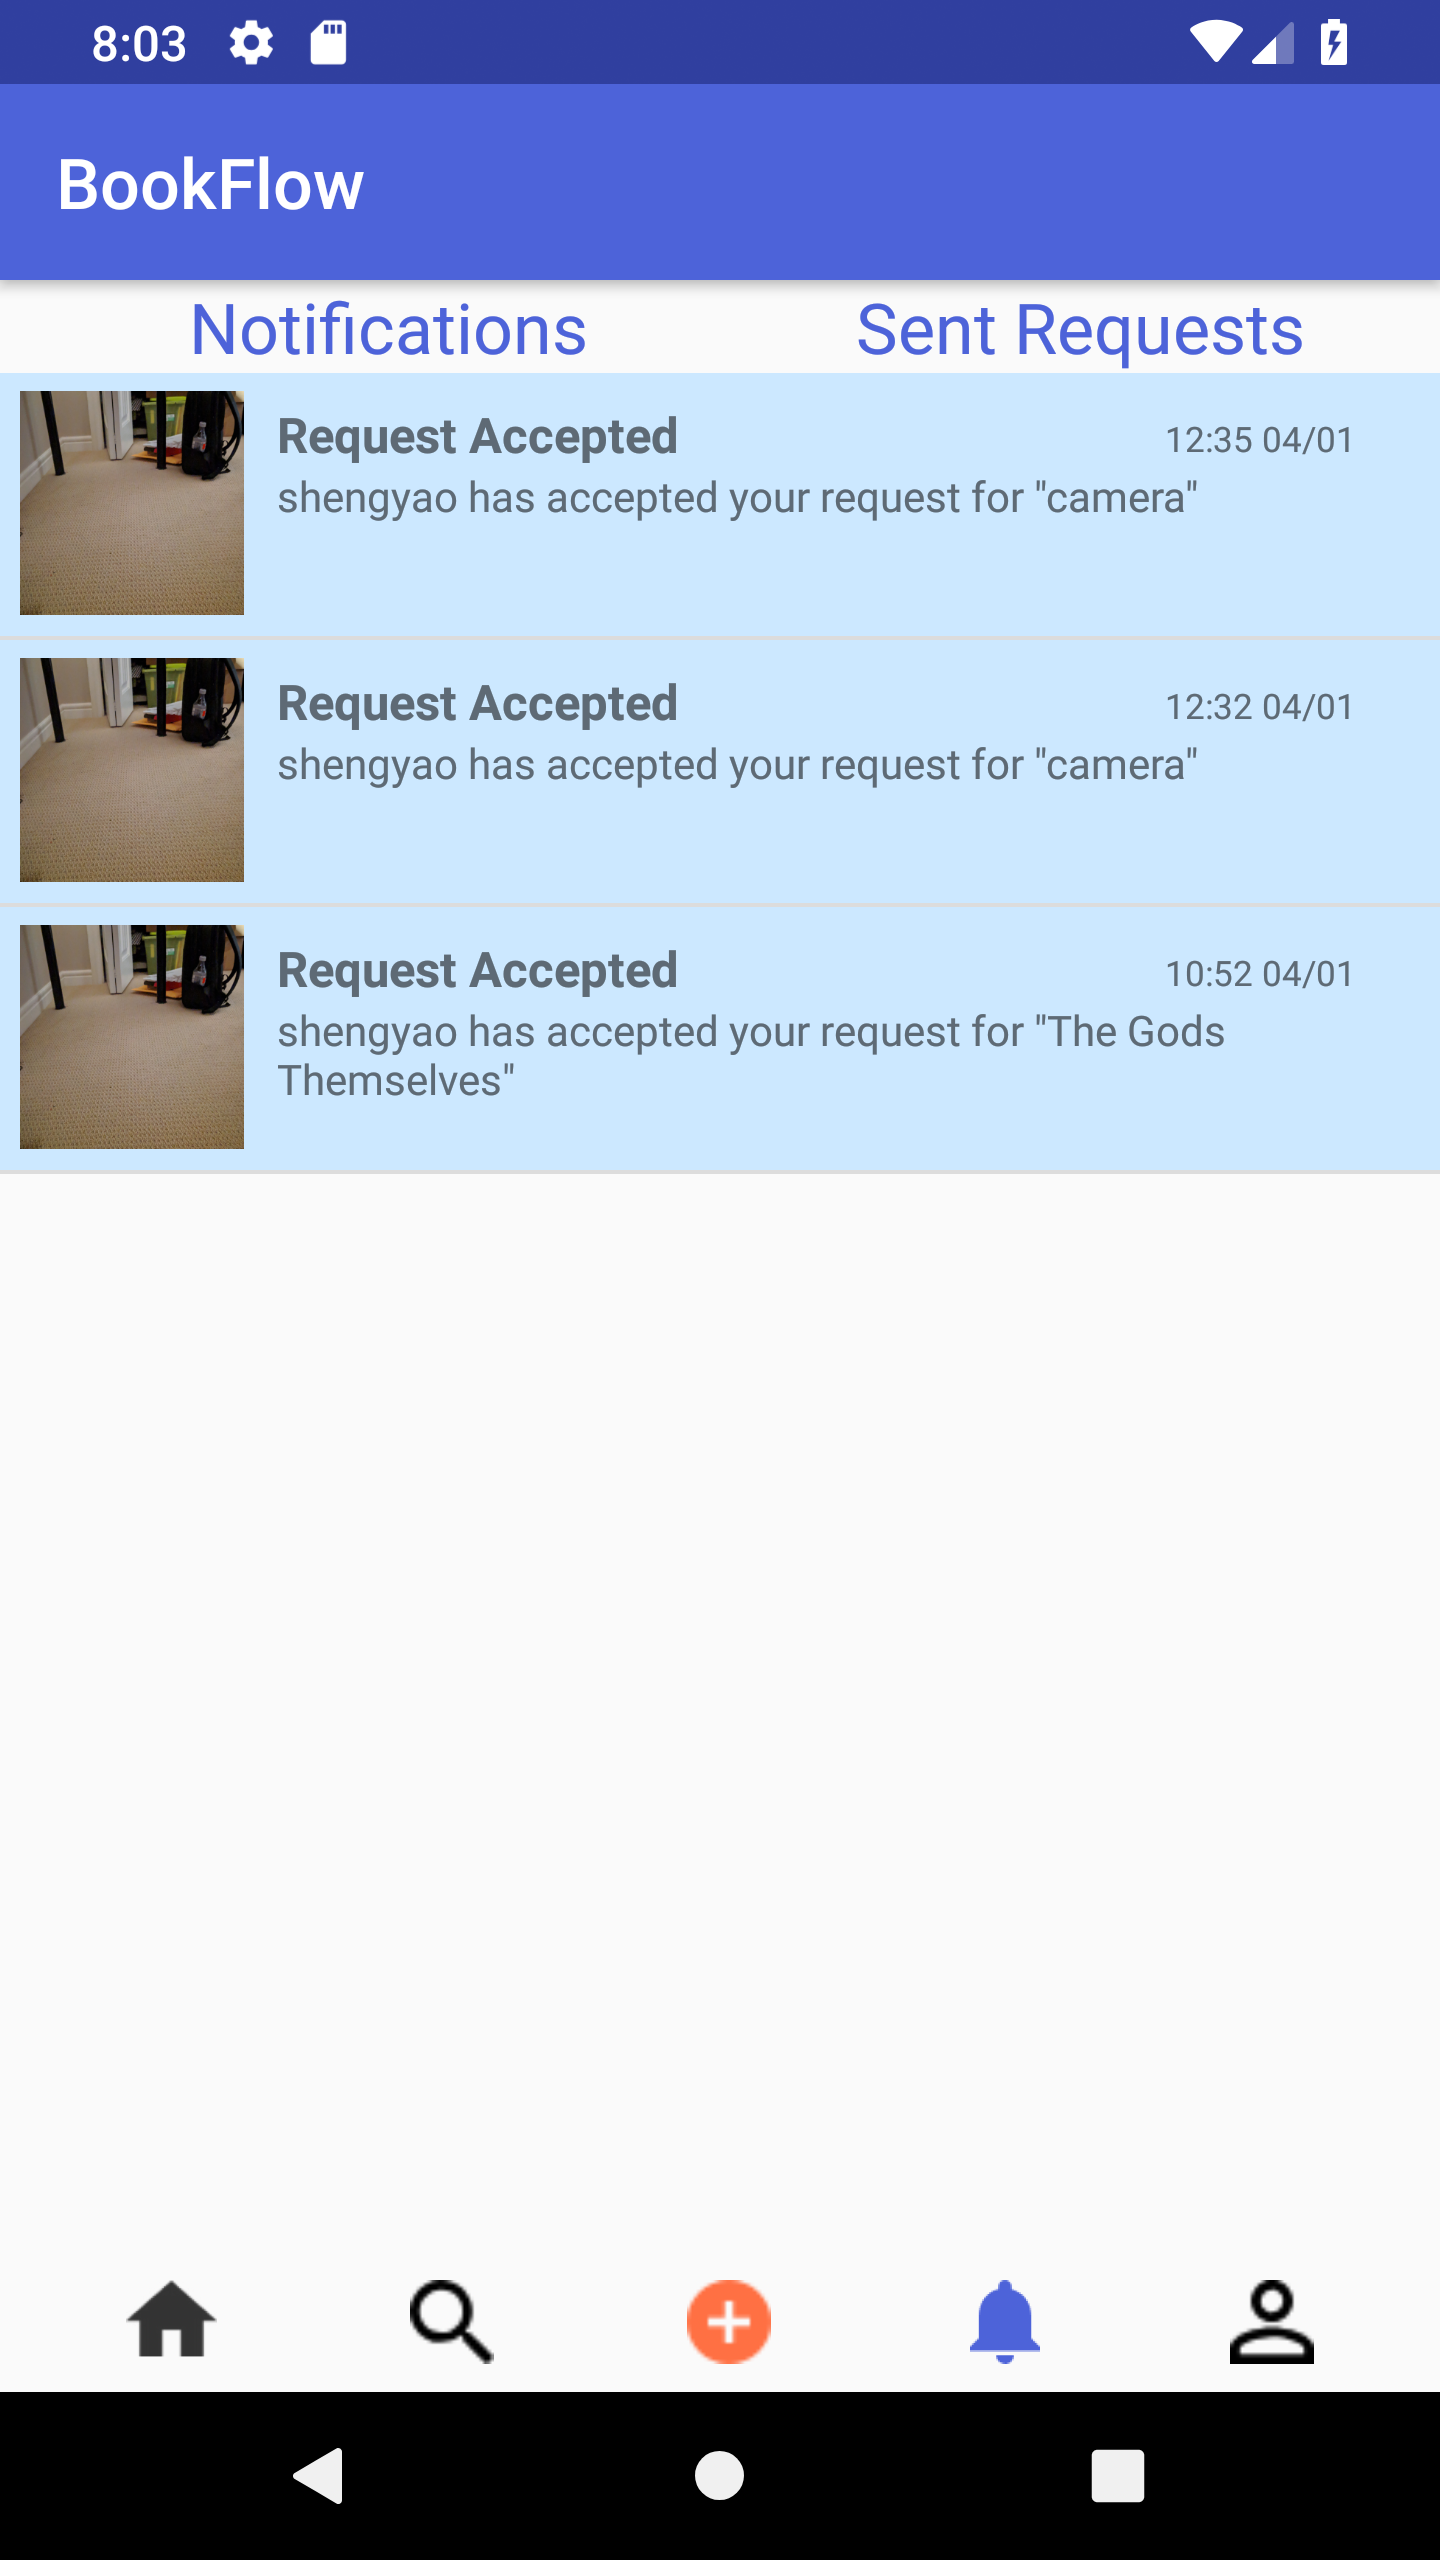 8:03
BookFlow
Notifications Sent Requests
Request Accepted 12:35 04/01
shengyao has accepted your request for "camera"
Request Accepted 12:32 04/01
shengyao has accepted your request for "camera"
Request Accepted 10:52 04/01
shengyao has accepted your request for "The Gods
Themselves"